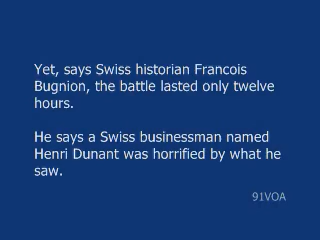 Yet, says Swiss historian Francois
Bugnion, the battle lasted only twelve
hours.
He says a Swiss businessman named
Henri Dunant was horrified by what he
saw.
91VOA